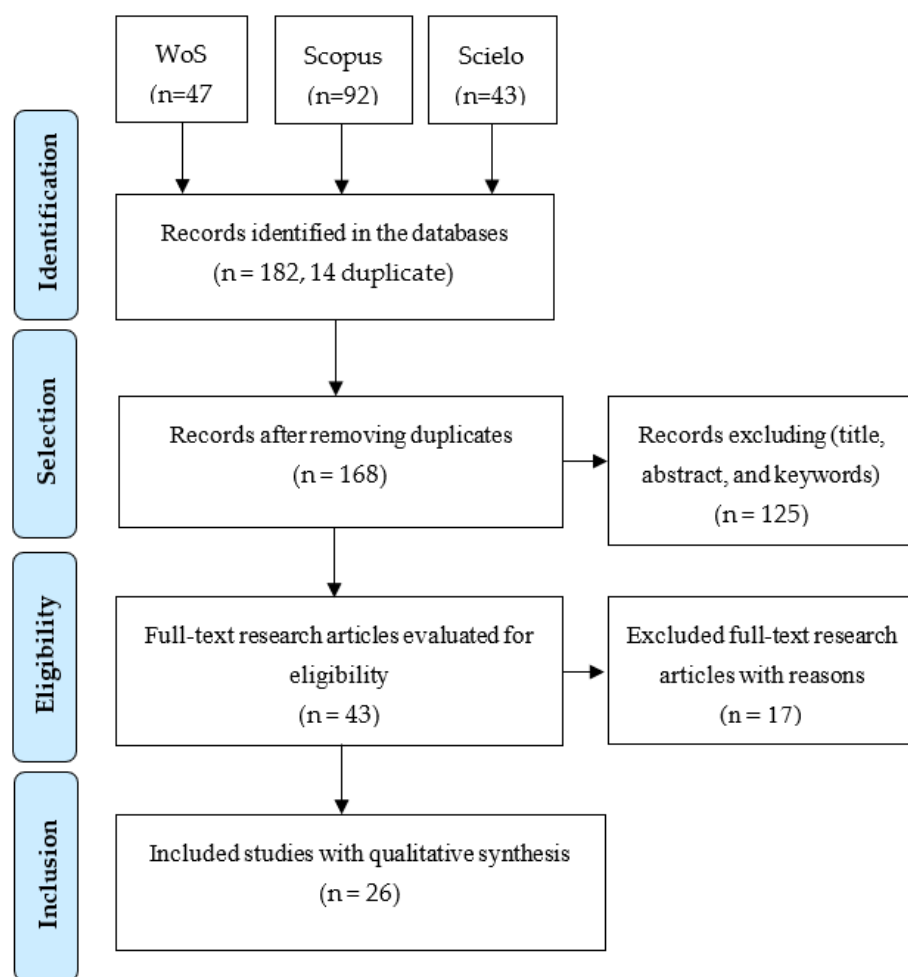 WoS
(n=47
Scopus
(n=92)
Scielo
(n=43)
Identification
Records identified in the databases
(n = 182, 14 duplicate)
Selection
Records after removing duplicates
(n = 168)
Records excluding (title,
abstract, and keywords)
(n = 125)
Eligibility
Full-text research articles evaluated for
eligibility
(n = 43)
Excluded full-text research
articles with reasons
(n = 17)
Inclusion
Included studies with qualitative synthesis
(n = 26)